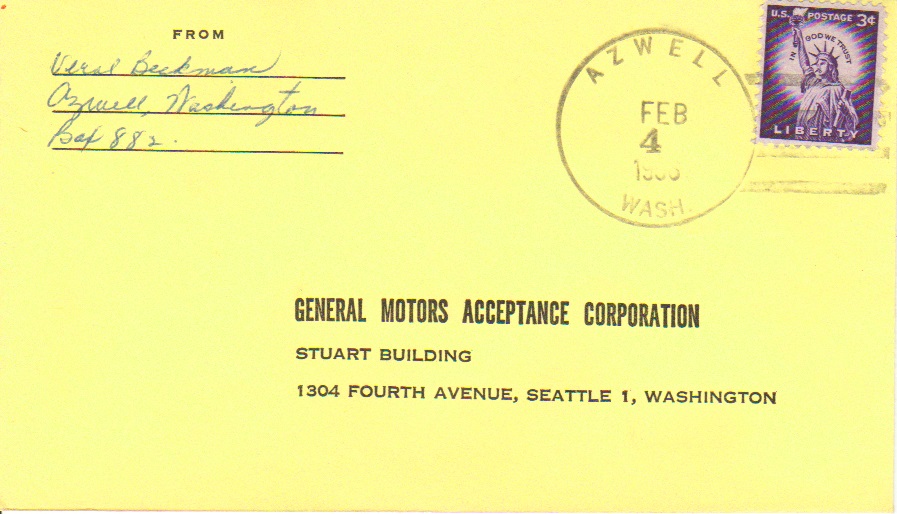 FROM
Veral Beckman
Azwell, Washington
Box 882.
AZWELL
FEB
4
WASH.
U.S. POSTAGE 3¢
IN GOD WE TRUST
LIBERTY
GENERAL MOTORS ACCEPTANCE CORPORATION
STUART BUILDING
1304 FOURTH AVENUE, SEATTLE 1, WASHINGTON